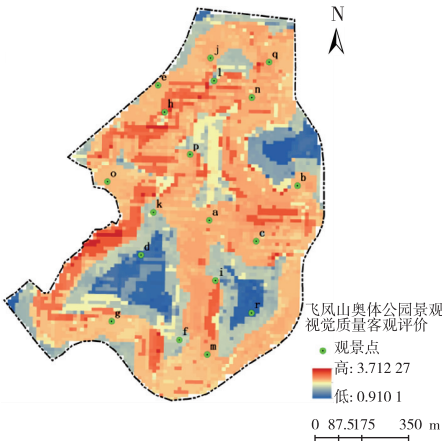 N
j
q
l
e
n
h
p
o
b
k
a
c
d
i
r
g
f
m
飞凤山奥体公园景观
视觉质量客观评价
观景点
高: 3.712 27
低: 0.910 1
0 87.5175 350 m